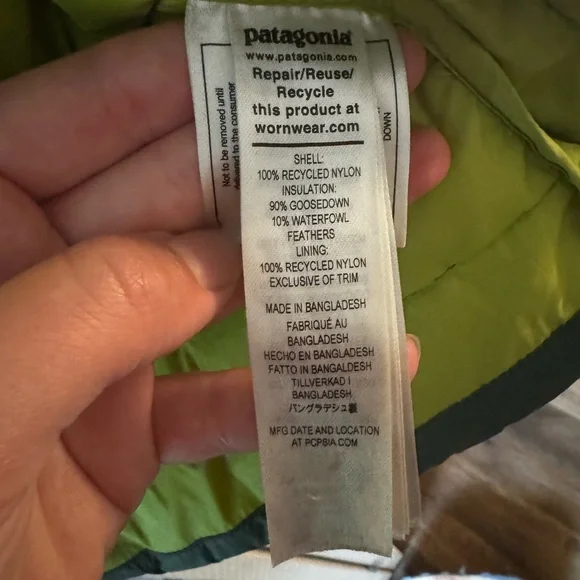 patagonia
www.patagonia.com
Repair/Reuse/
Recycle
this product at
wornwear.com
SHELL:
100% RECYCLED NYLON
INSULATION:
90% GOOSEDOWN
10% WATERFOWL
FEATHERS
LINING:
100% RECYCLED NYLON
EXCLUSIVE OF TRIM
MADE IN BANGLADESH
FABRIQUÉ AU
BANGLADESH
HECHO EN BANGLADESH
FATTO IN BANGALDESH
TILLVERKAD I
BANGLADESH
バングラデシュ製
MFG DATE AND LOCATION
AT PCPSIA.COM
Not to be removed until
to the consumer
DOWN